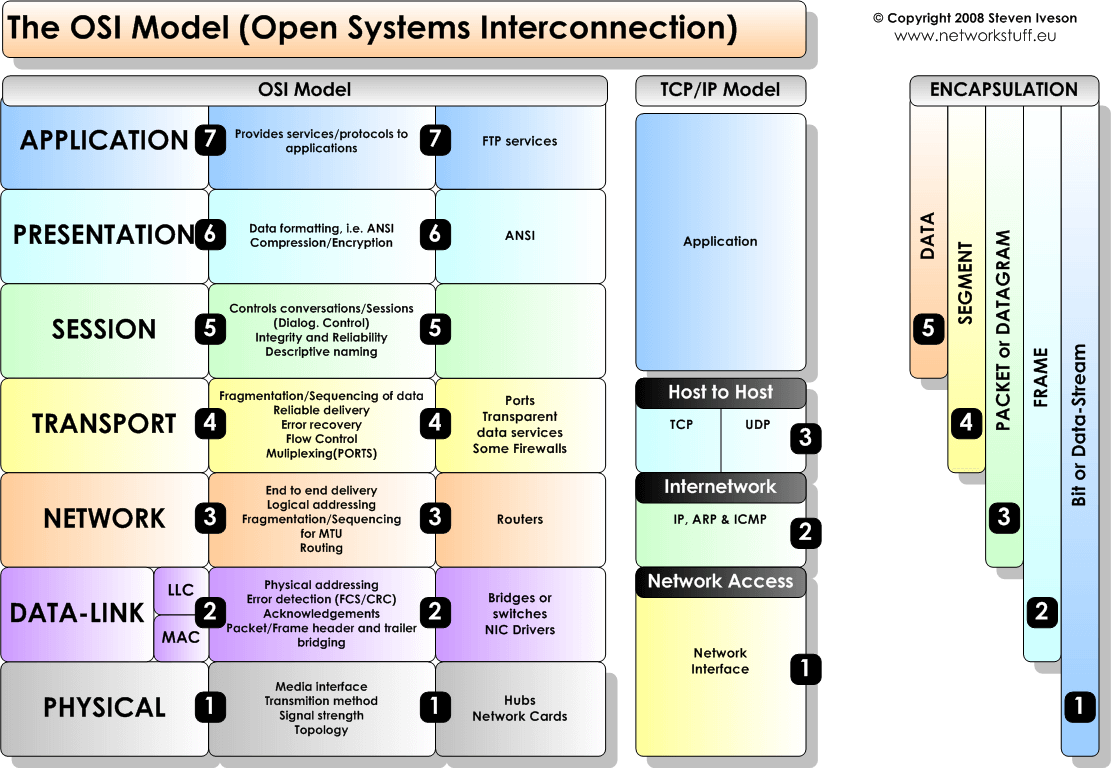 The OSI Model (Open Systems Interconnection)
© Copyright 2008 Steven Iveson
www.networkstuff.eu
OSI Model
APPLICATION
7
Provides services/protocols to
applications
7
FTP services
PRESENTATION
6
Data formatting, i.e. ANSI
Compression/Encryption
6
ANSI
SESSION
5
Controls conversations/Sessions
(Dialog. Control)
Integrity and Reliability
Descriptive naming
5
TRANSPORT
4
Fragmentation/Sequencing of data
Reliable delivery
Error recovery
Flow Control
Muliplexing(PORTS)
4
Ports
Transparent
data services
Some Firewalls
NETWORK
3
End to end delivery
Logical addressing
Fragmentation/Sequencing
for MTU
Routing
3
Routers
DATA-LINK
LLC
MAC
2
Physical addressing
Error detection (FCS/CRC)
Acknowledgements
Packet/Frame header and trailer
bridging
2
Bridges or
switches
NIC Drivers
PHYSICAL
1
Media interface
Transmition method
Signal strength
Topology
1
Hubs
Network Cards
TCP/IP Model
Application
Host to Host
TCP
UDP
3
Internetwork
IP, ARP & ICMP
2
Network Access
Network
Interface
1
ENCAPSULATION
DATA
5
SEGMENT
4
PACKET or DATAGRAM
3
FRAME
2
Bit or Data-Stream
1